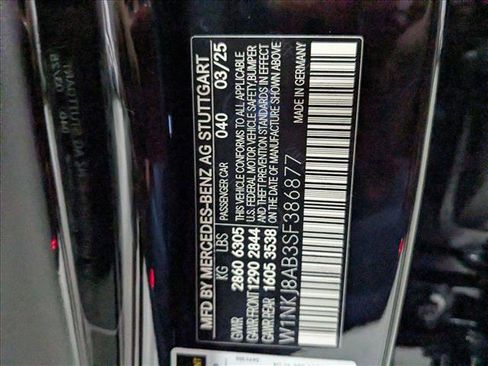 MFD BY MERCEDES-BENZ AG STUTTGART
KG LBS PASSENGER CAR 040 03/25
GVWR 2860 6305 THIS VEHICLE CONFORMS TO ALL APPLICABLE
GAWR FRONT 1290 2844 U.S. FEDERAL MOTOR VEHICLE SAFETY, BUMPER
GAWR REAR 1605 3538 AND THEFT PREVENTION STANDARDS IN EFFECT
ON THE DATE OF MANUFACTURE SHOWN ABOVE
W1NKJ8AB3SF386877 MADE IN GERMANY